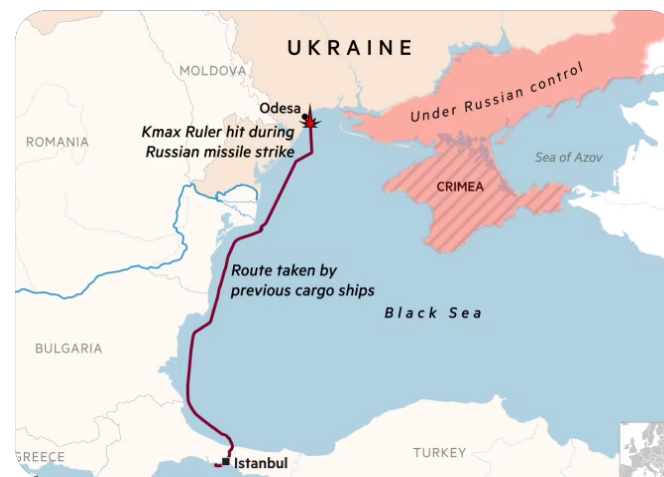 UKRAINE
MOLDOVA
Odesa
Kmax Ruler hit during
Russian missile strike
Under Russian control
ROMANIA
Sea of Azov
CRIMEA
Route taken by
previous cargo ships
Black Sea
BULGARIA
GREECE
Istanbul
TURKEY